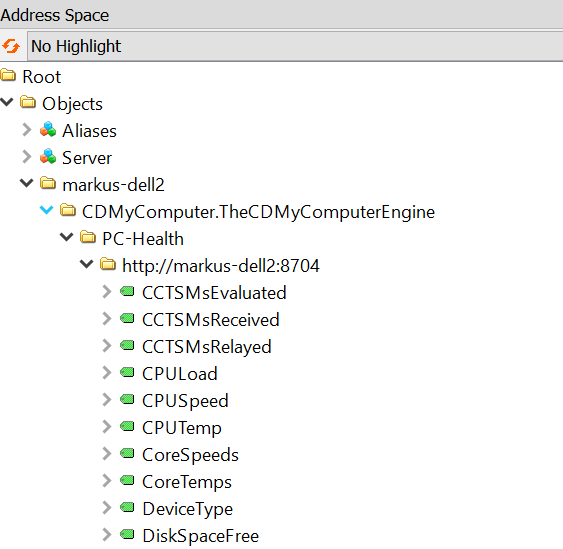 Address Space
No Highlight
Root
Objects
Aliases
Server
markus-dell2
CDMyComputer.TheCDMyComputerEngine
PC-Health
http://markus-dell2:8704
CCTSMsEvaluated
CCTSMsReceived
CCTSMsRelayed
CPULoad
CPUSpeed
CPUTemp
CoreSpeeds
CoreTemps
DeviceType
DiskSpaceFree